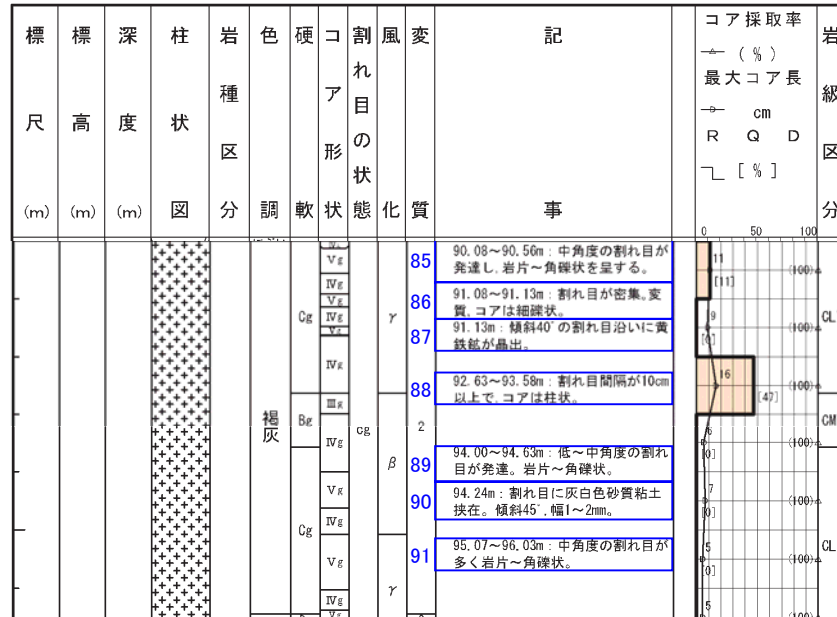 標尺(m)
標高(m)
深度(m)
柱状図
岩種区分
色調
硬軟
コア形状
割れ目の状態
風化
変質
記事
コア採取率
(%)
最大コア長
cm
R Q D
[%]
岩級区分
0 50 100
Vg
85
90.08～90.56m：中角度の割れ目が
発達し、岩片～角礫状を呈する。
11
[11]
(100)
IVg
86
91.08～91.13m：割れ目が密集。変
質、コアは細礫状。
Vg
Cg
IVg
γ
9
[0]
(100)
CL
Vg
87
91.13m：傾斜40ﾟの割れ目沿いに黄
鉄鉱が晶出。
IVg
88
92.63～93.58m：割れ目間隔が10cm
以上で、コアは柱状。
16
[47]
(100)
褐灰
Bg
IIIg
cg
2
CM
IVg
6
[0]
(100)
β
89
94.00～94.63m：低～中角度の割れ
目が発達。岩片～角礫状。
Vg
90
94.24m：割れ目に灰白色砂質粘土
挟在。傾斜45ﾟ、幅1～2mm。
7
[0]
(100)
Cg
IVg
Vg
91
95.07～96.03m：中角度の割れ目が
多く岩片～角礫状。
5
[0]
(100)
CL
γ
IVg
5
(100)